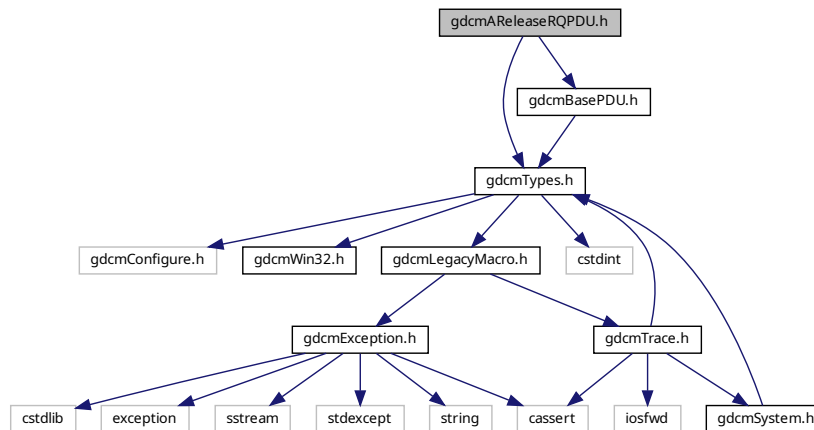 gdcmAReleaseRQPDU.h
gdcmBasePDU.h
gdcmTypes.h
gdcmConfigure.h
gdcmWin32.h
gdcmLegacyMacro.h
cstdint
gdcmException.h
gdcmTrace.h
cstdlib
exception
sstream
stdexcept
string
cassert
iosfwd
gdcmSystem.h